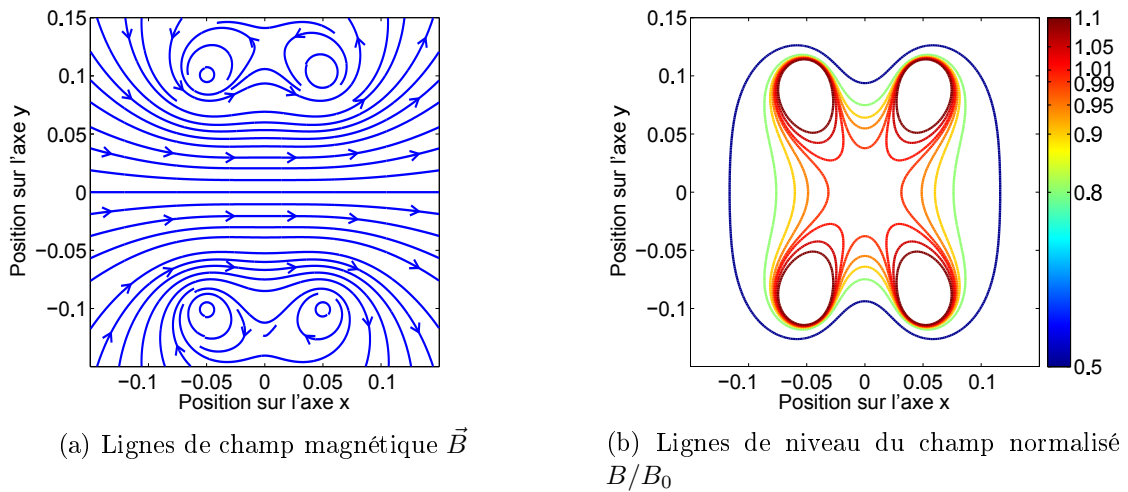 0.15
0.1
0.05
0
−0.05
−0.1
Position sur l'axe y
−0.1 −0.05 0 0.05 0.1
Position sur l'axe x
(a) Lignes de champ magnétique B⃗
0.15
0.1
0.05
0
−0.05
−0.1
Position sur l'axe y
−0.1 −0.05 0 0.05 0.1
Position sur l'axe x
1.1
1.05
1.01
0.99
0.95
0.9
0.8
0.5
(b) Lignes de niveau du champ normalisé
B/B₀